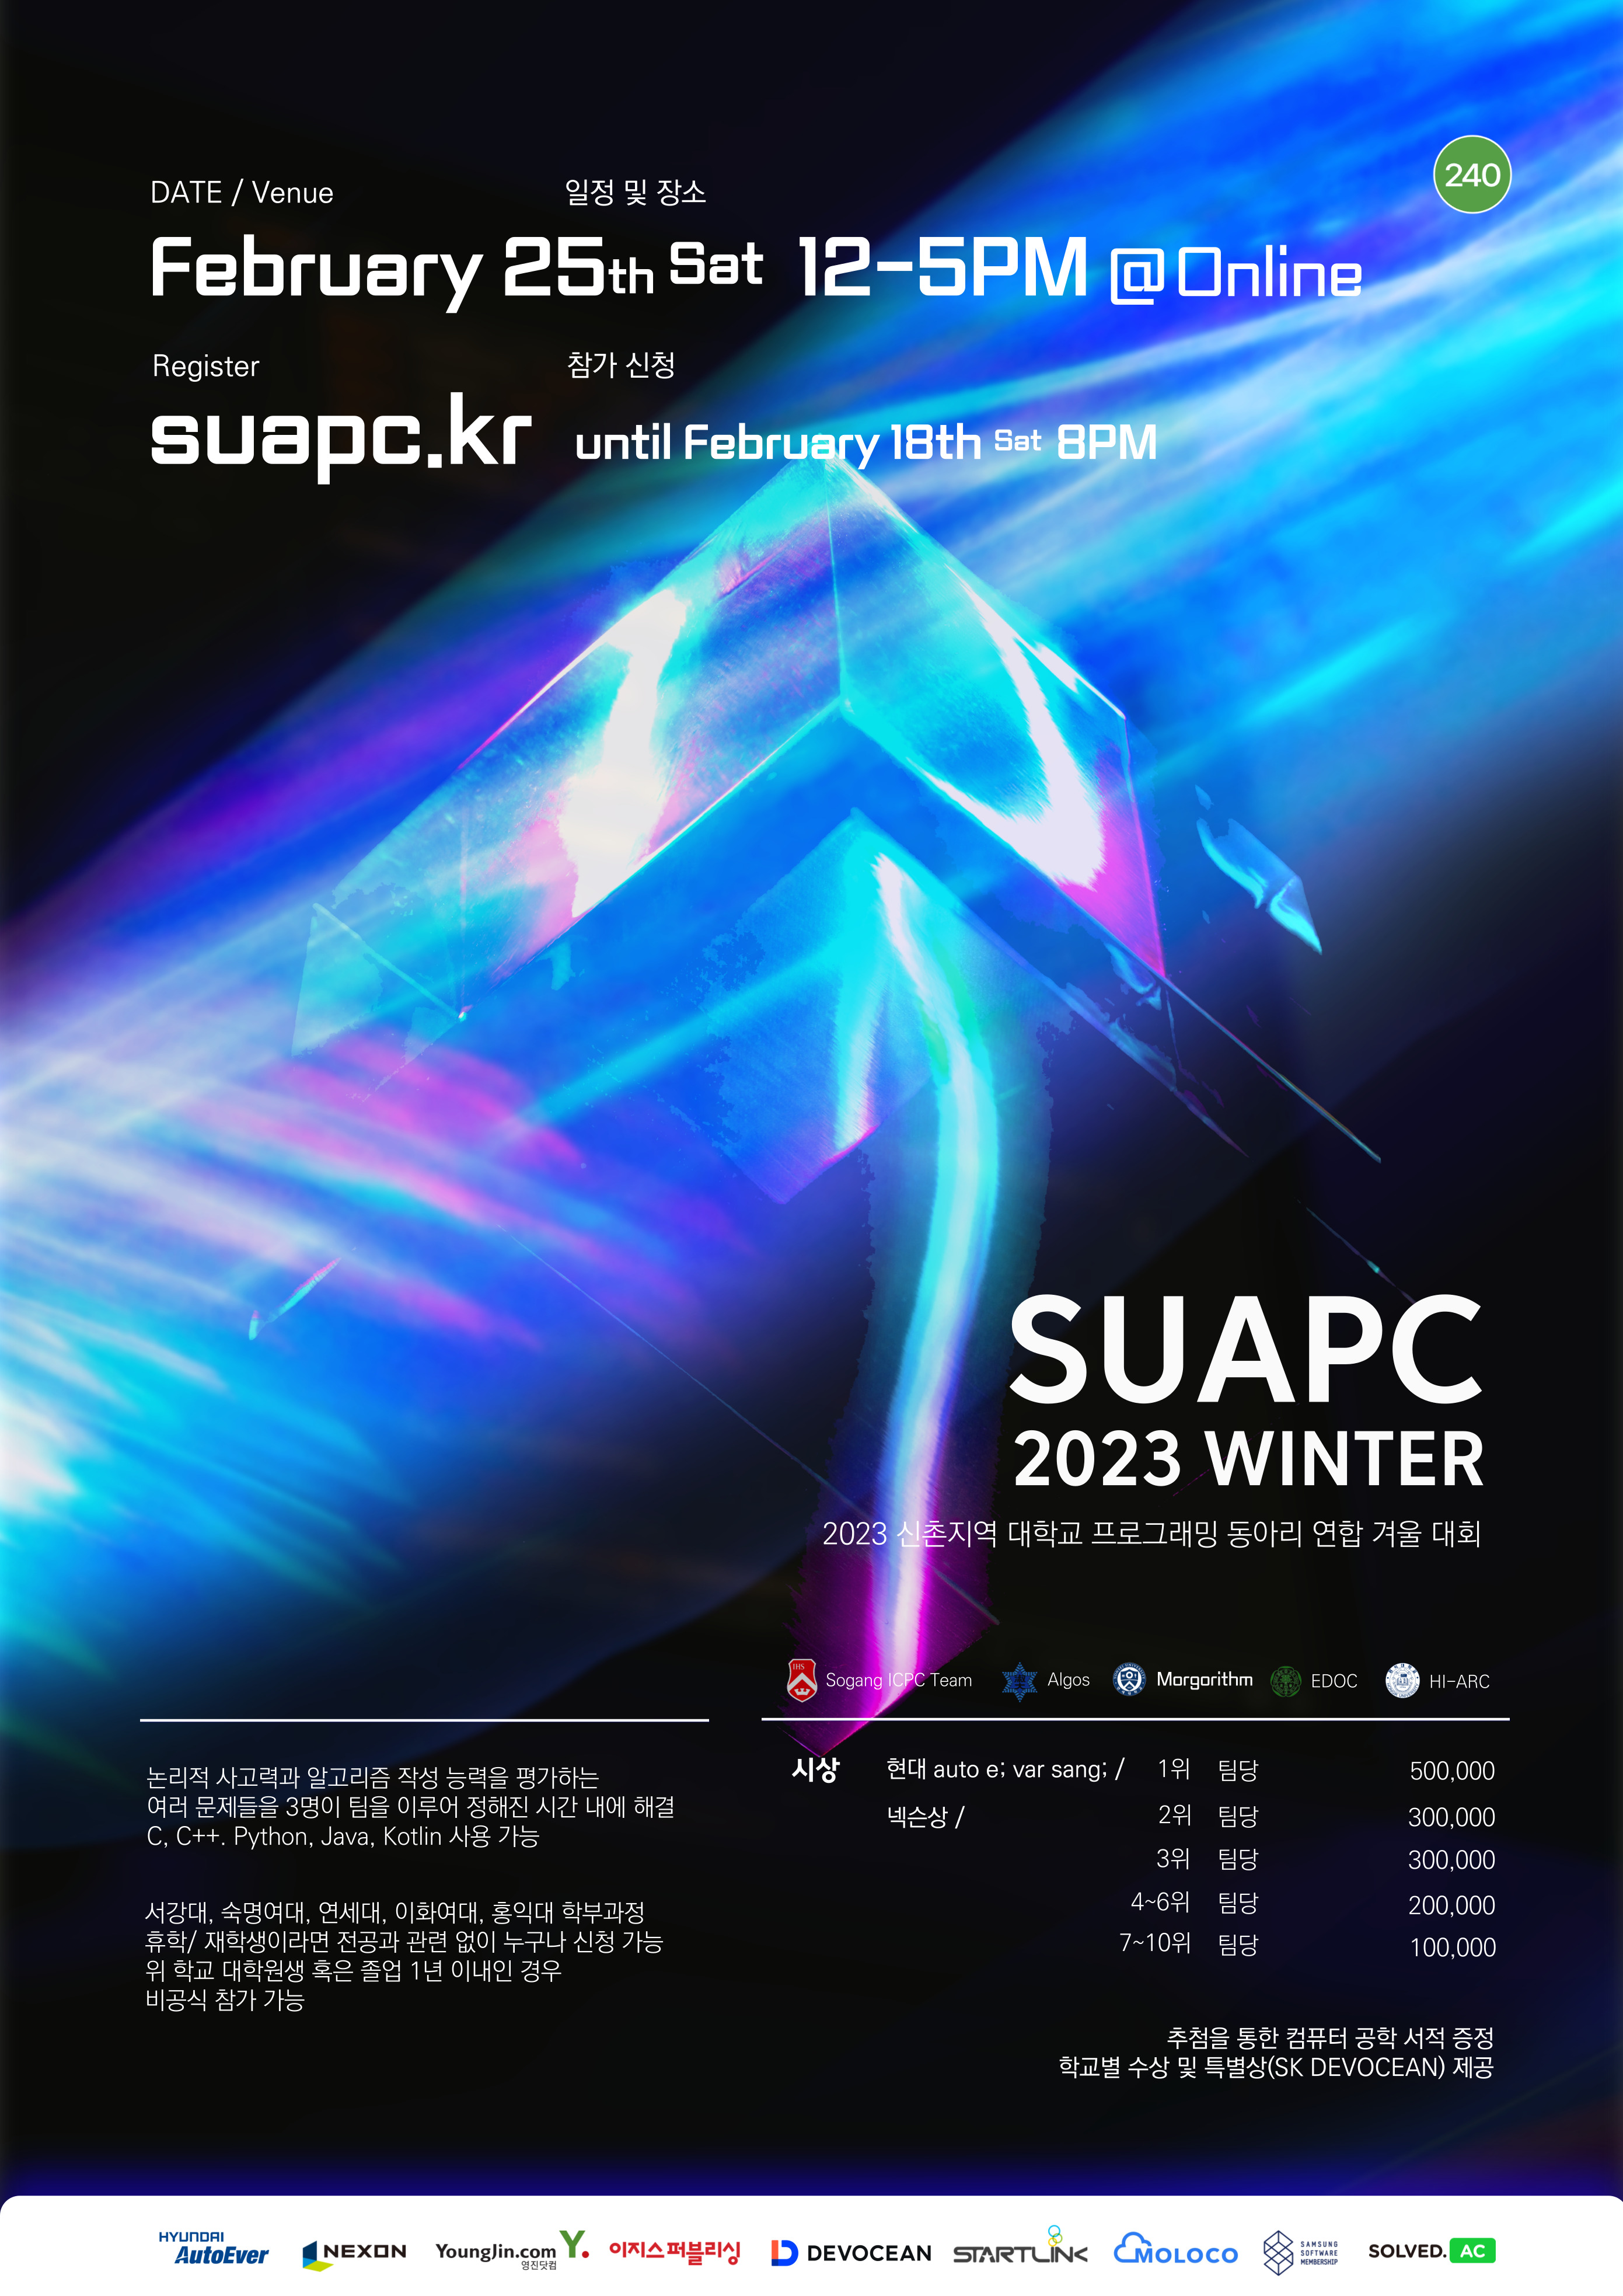 240
DATE / Venue 일정 및 장소
February 25th Sat 12-5PM @ Online
Register 참가 신청
suapc.kr until February 18th Sat 8PM
SUAPC
2023 WINTER
2023 신촌지역 대학교 프로그래밍 동아리 연합 겨울 대회
IHS Sogang ICPC Team Algos Morgorithm EDOC HI-ARC
논리적 사고력과 알고리즘 작성 능력을 평가하는
여러 문제들을 3명이 팀을 이루어 정해진 시간 내에 해결
C, C++. Python, Java, Kotlin 사용 가능
서강대, 숙명여대, 연세대, 이화여대, 홍익대 학부과정
휴학/ 재학생이라면 전공과 관련 없이 누구나 신청 가능
위 학교 대학원생 혹은 졸업 1년 이내인 경우
비공식 참가 가능
시상 현대 auto e; var sang; / 1위 팀당 500,000
넥슨상 / 2위 팀당 300,000
3위 팀당 300,000
4~6위 팀당 200,000
7~10위 팀당 100,000
추첨을 통한 컴퓨터 공학 서적 증정
학교별 수상 및 특별상(SK DEVOCEAN) 제공
HYUNDAI
AutoEver
NEXON
YoungJin.com Y.
영진닷컴
이지스퍼블리싱
DEVOCEAN
STARTLINK
MOLOCO
SAMSUNG
SOFTWARE
MEMBERSHIP
SOLVED.AC